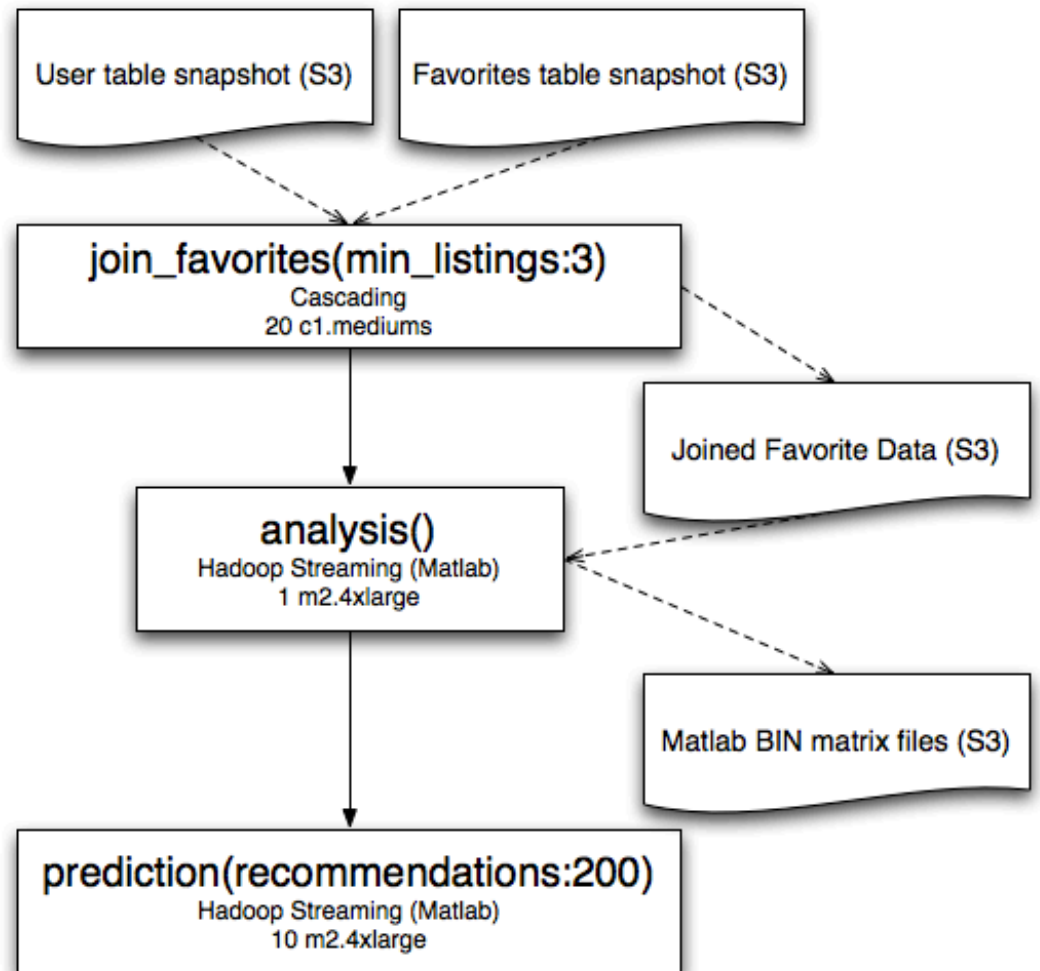 User table snapshot (S3)
Favorites table snapshot (S3)
join_favorites(min_listings:3)
Cascading
20 c1.mediums
Joined Favorite Data (S3)
analysis()
Hadoop Streaming (Matlab)
1 m2.4xlarge
Matlab BIN matrix files (S3)
prediction(recommendations:200)
Hadoop Streaming (Matlab)
10 m2.4xlarge